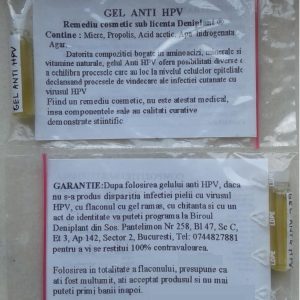 GEL ANTI HPV
Remediu cosmetic sub licenta Deniplant de
Contine : Miere, Propolis, Acid acetic, Apa hidrogenata
Agar,
Datorita compozitiei bogate in aminoacizi, minerale si
vitamine naturale, gelul Anti HPV ofera posibilitati diverse
a echilibra procesele care au loc la nivelul celulelor epiteliale
declansand procesele de vindecare ale infectiei cutanate cu
virusul HPV
Fiind un remediu cosmetic, nu este atestat medical,
insa componentele sale au calitati curative
demonstrate stiintific
GEL ANTI HPV
GARANTIE:Dupa folosirea gelului anti HPV, daca
nu s-a produs disparitia infectiei pielii cu virusul
HPV, cu flaconul cu gel ramas, cu chitanta si cu un
act de identitate va puteti programa la Biroul
Deniplant din Sos. Pantelimon Nr 258, Bl 47, Sc C,
Et 3, Ap 142, Sector 2, Bucuresti, Tel: 0744827881
pentru a vi se restitui 100% contravaloarea.
Folosirea in totalitate a flaconului, presupune ca
ati fost multumit, ati acceptat produsul si nu mai
puteti primi banii inapoi.